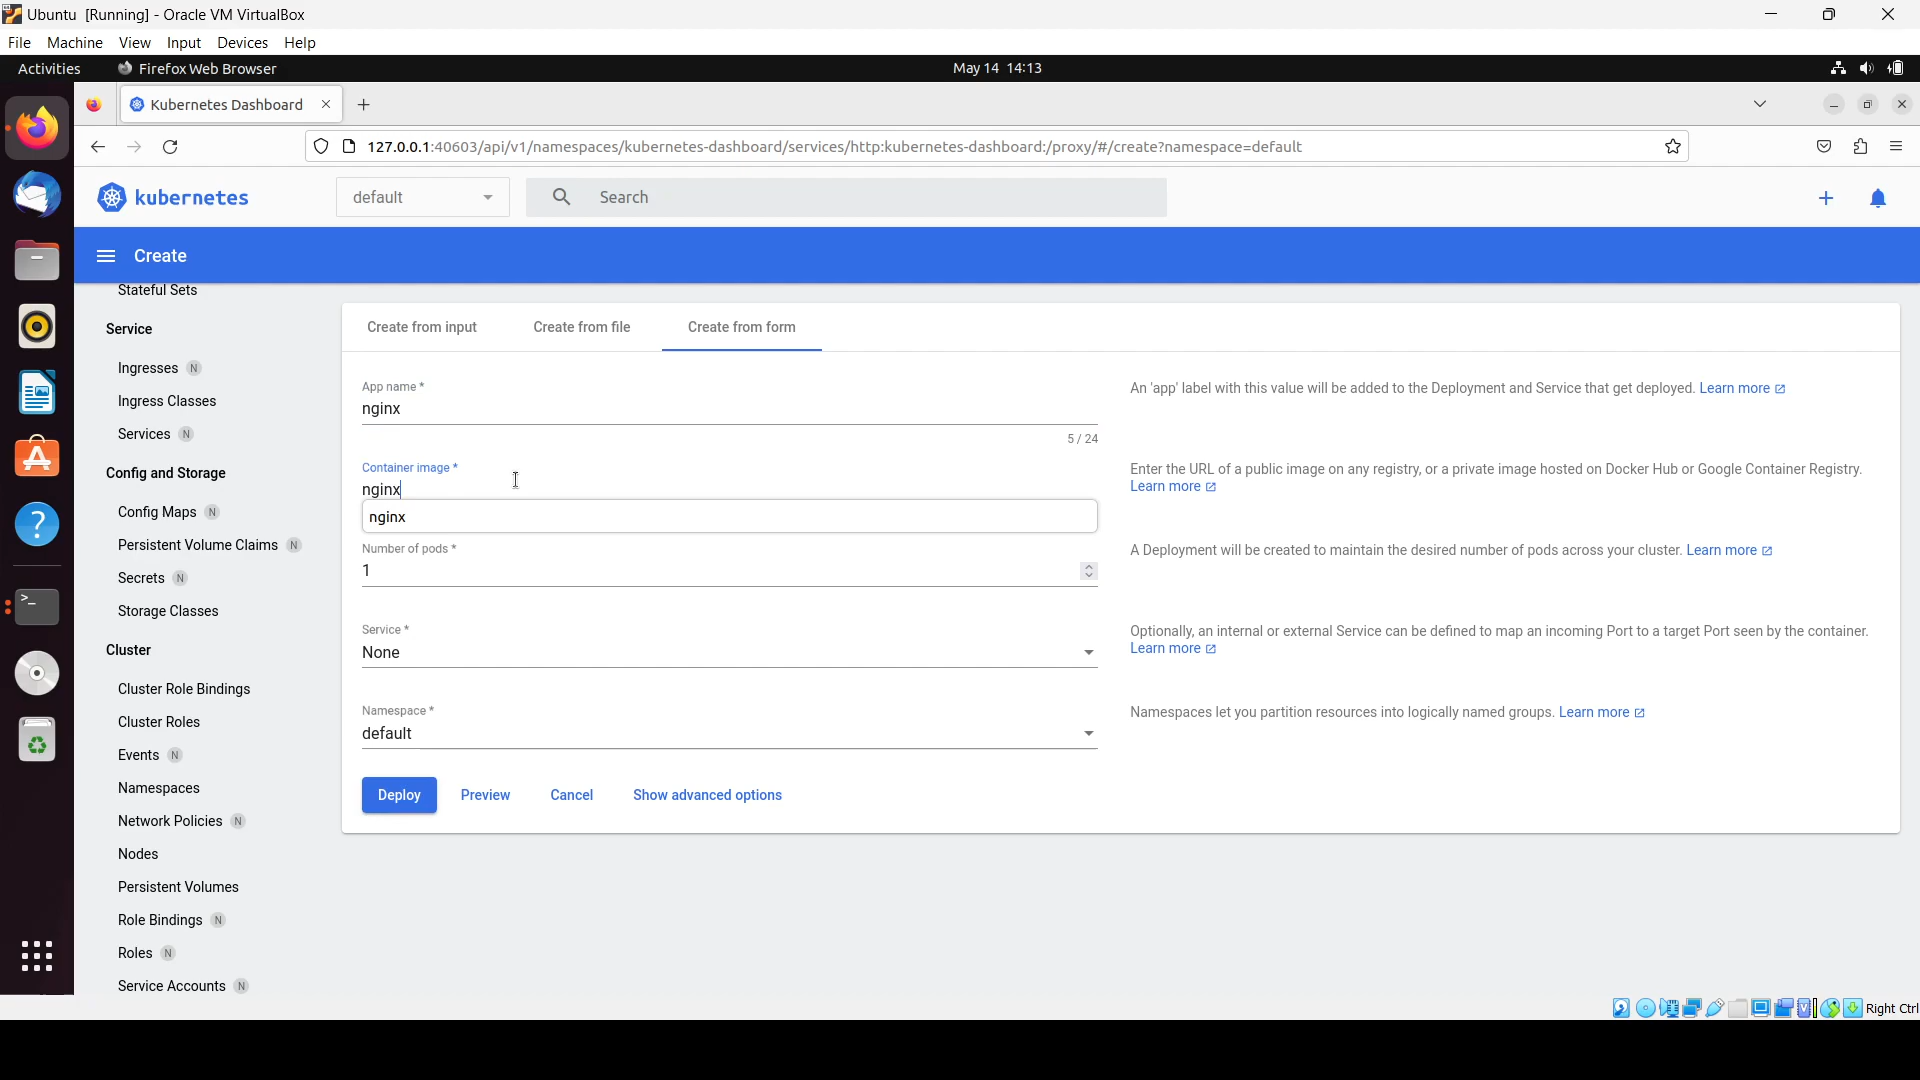 Ubuntu [Running] - Oracle VM VirtualBox
File Machine View Input Devices Help
Activities Firefox Web Browser May 14 14:13
Kubernetes Dashboard
127.0.0.1:40603/api/v1/namespaces/kubernetes-dashboard/services/http:kubernetes-dashboard:/proxy/#/create?namespace=default
kubernetes default Search
Create
Stateful Sets
Service
Ingresses N
Ingress Classes
Services N
Config and Storage
Config Maps N
Persistent Volume Claims N
Secrets N
Storage Classes
Cluster
Cluster Role Bindings
Cluster Roles
Events N
Namespaces
Network Policies N
Nodes
Persistent Volumes
Role Bindings N
Roles N
Service Accounts N
Create from input Create from file Create from form
App name *
nginx
5 / 24
An 'app' label with this value will be added to the Deployment and Service that get deployed. Learn more
Container image *
nginx
nginx
Enter the URL of a public image on any registry, or a private image hosted on Docker Hub or Google Container Registry.
Learn more
Number of pods *
1
A Deployment will be created to maintain the desired number of pods across your cluster. Learn more
Service *
None
Optionally, an internal or external Service can be defined to map an incoming Port to a target Port seen by the container.
Learn more
Namespace *
default
Namespaces let you partition resources into logically named groups. Learn more
Deploy Preview Cancel Show advanced options
Right Ctrl